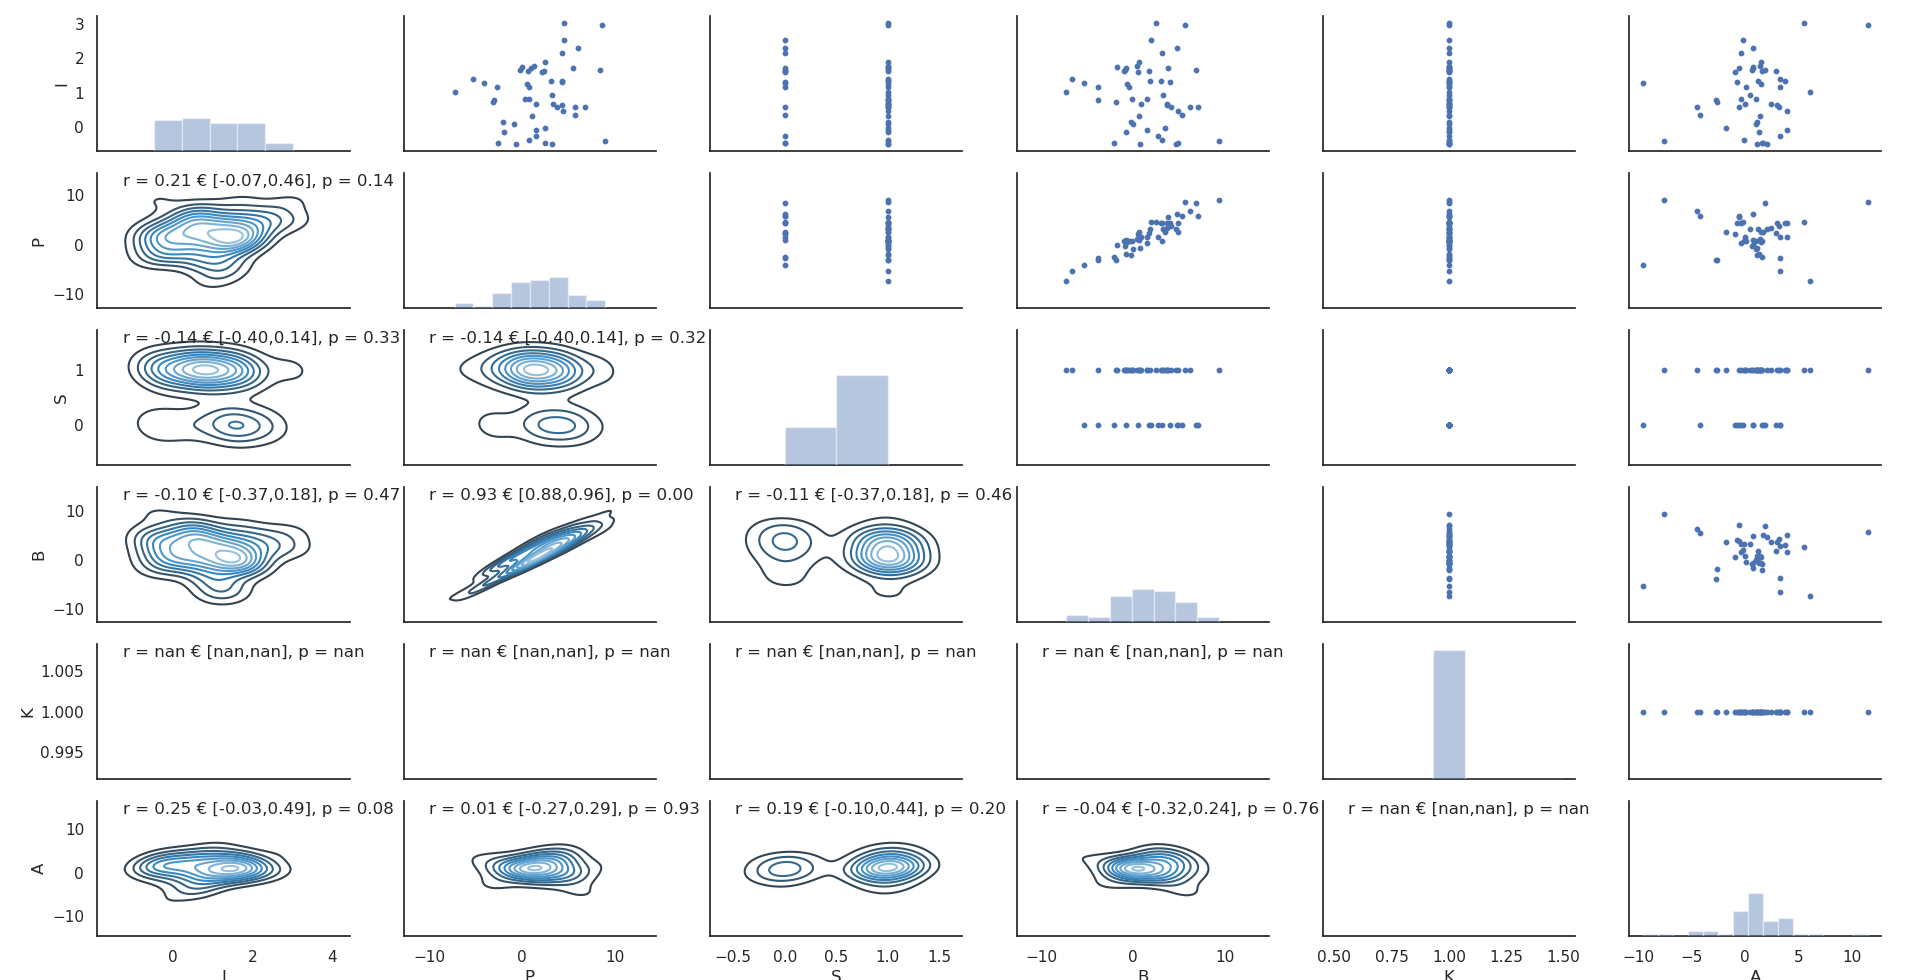 3
2
1
0
I
r = 0.21 € [-0.07,0.46], p = 0.14
10
0
−10
P
r = -0.14 € [-0.40,0.14], p = 0.33
r = -0.14 € [-0.40,0.14], p = 0.32
1
0
S
r = -0.10 € [-0.37,0.18], p = 0.47
r = 0.93 € [0.88,0.96], p = 0.00
r = -0.11 € [-0.37,0.18], p = 0.46
10
0
−10
B
r = nan € [nan,nan], p = nan
r = nan € [nan,nan], p = nan
r = nan € [nan,nan], p = nan
r = nan € [nan,nan], p = nan
1.005
1.000
0.995
K
r = 0.25 € [-0.03,0.49], p = 0.08
r = 0.01 € [-0.27,0.29], p = 0.93
r = 0.19 € [-0.10,0.44], p = 0.20
r = -0.04 € [-0.32,0.24], p = 0.76
r = nan € [nan,nan], p = nan
10
0
−10
A
0 2 4
−10 0 10
−0.5 0.0 0.5 1.0 1.5
−10 0 10
0.50 0.75 1.00 1.25 1.50
−10 −5 0 5 10
I
P
S
B
K
A